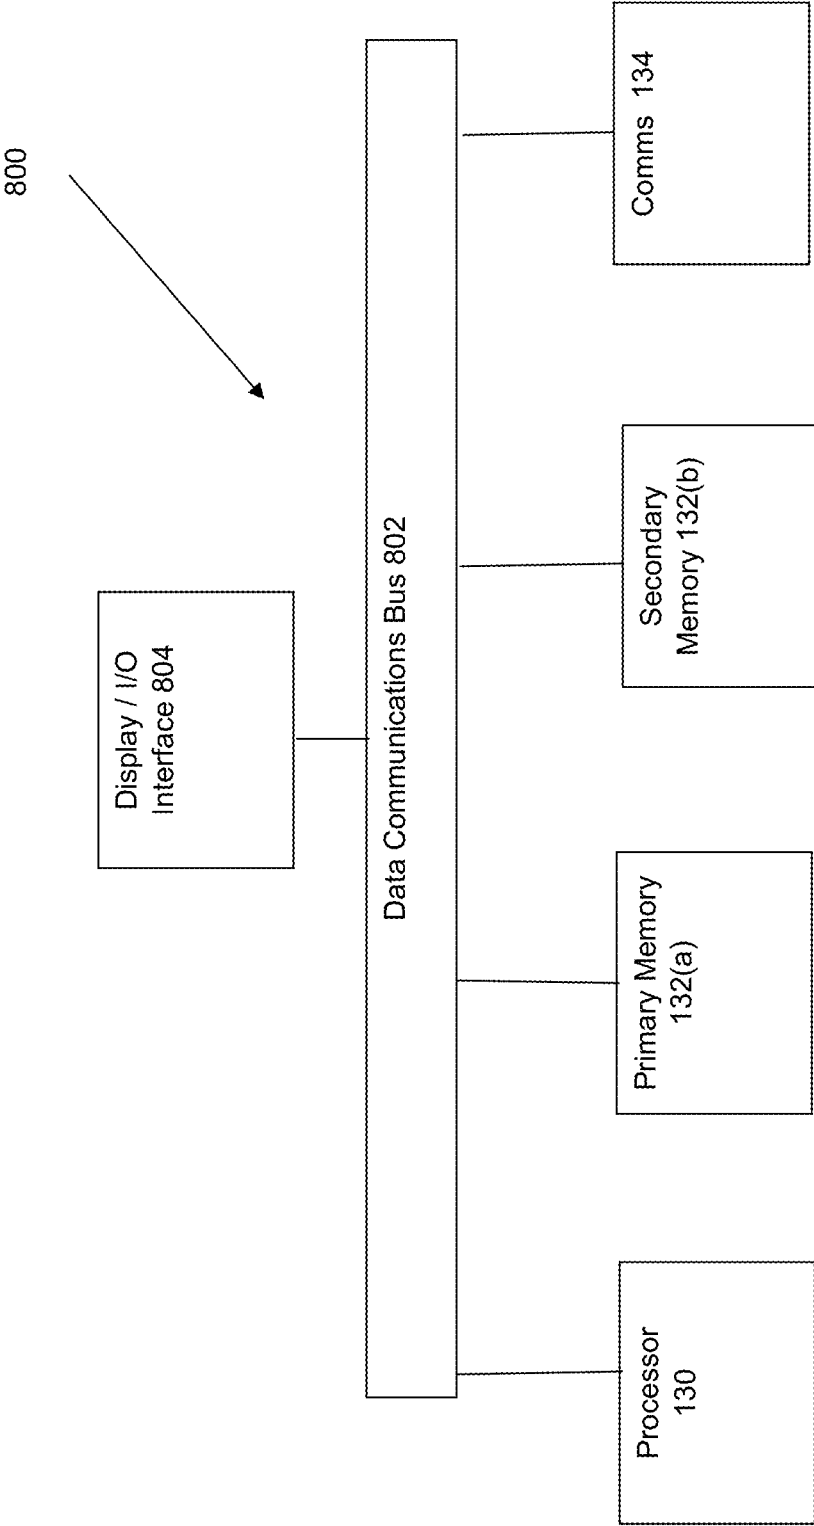 800
Display / I/O
Interface 804
Data Communications Bus 802
Processor
130
Primary Memory
132(a)
Secondary
Memory 132(b)
Comms 134